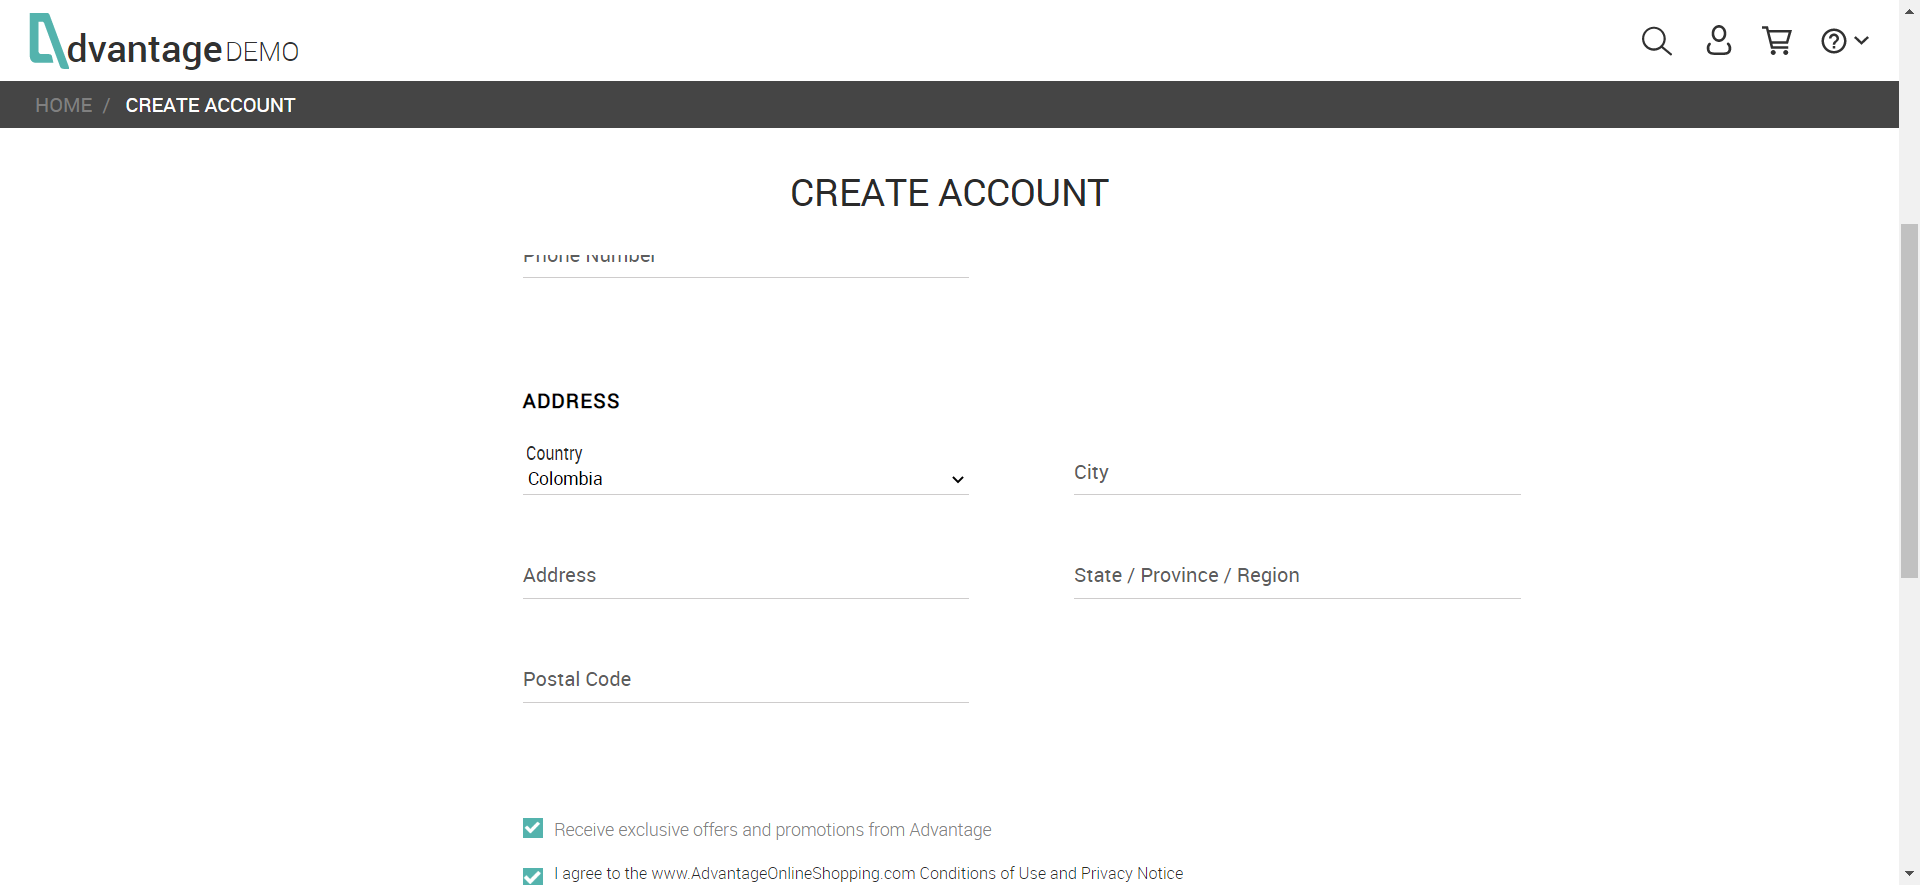 dvantage DEMO
HOME / CREATE ACCOUNT
CREATE ACCOUNT
Phone Number
ADDRESS
Country
Colombia
City
Address
State / Province / Region
Postal Code
Receive exclusive offers and promotions from Advantage
I agree to the www.AdvantageOnlineShopping.com Conditions of Use and Privacy Notice